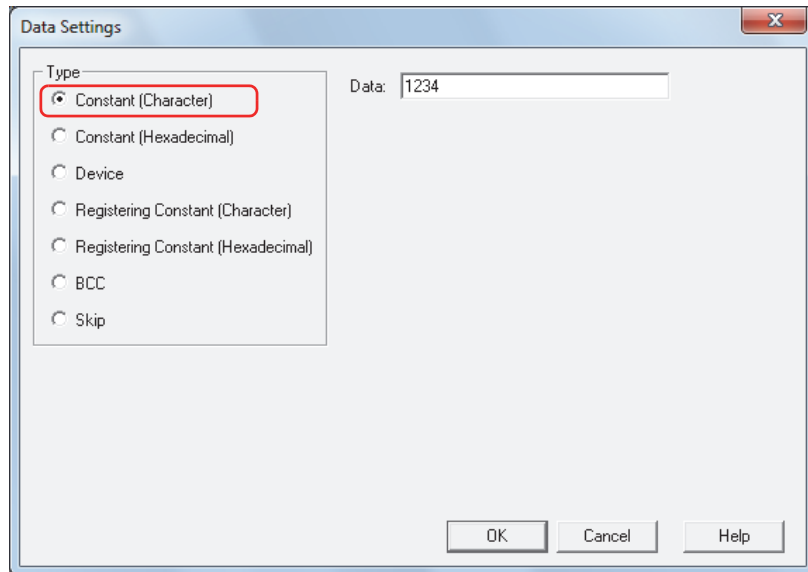 Data Settings
Type
Constant (Character)
Data: 1234
Constant (Hexadecimal)
Device
Registering Constant (Character)
Registering Constant (Hexadecimal)
BCC
Skip
OK Cancel Help